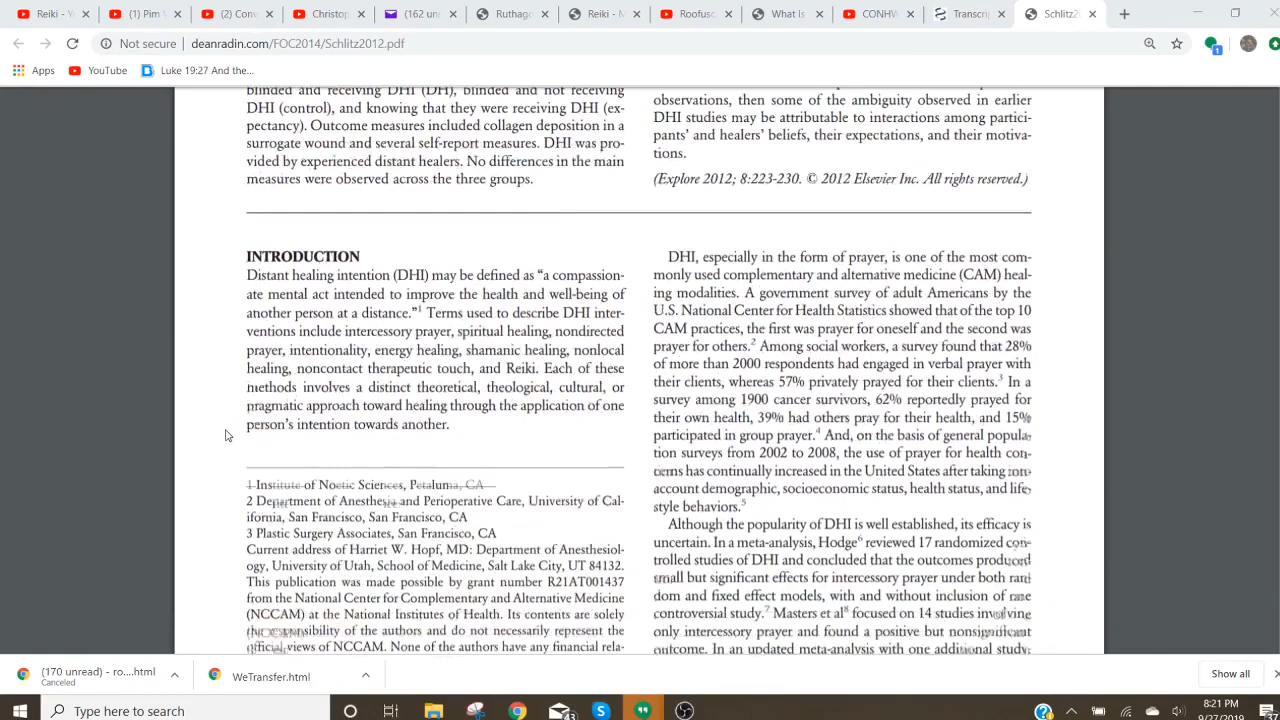 Reiki - Y
(1) Pim
(2) Con
Christop
(162 un
Ruthago
Reiki - M
Roofusc
What Is
CONHW
Transcrip
Schlitz2
Not secure
deanradin.com/FOC2014/Schlitz2012.pdf
Apps
YouTube
Luke 19:27 And the...
blinded and receiving DHI (DH), blinded and not receiving
DHI (control), and knowing that they were receiving DHI (ex-
pectancy). Outcome measures included collagen deposition in a
surrogate wound and several self-report measures. DHI was pro-
vided by experienced distant healers. No differences in the main
measures were observed across the three groups.
observations, then some of the ambiguity observed in earlier
DHI studies may be attributable to interactions among partici-
pants' and healers' beliefs, their expectations, and their motiva-
tions.
(Explore 2012; 8:223-230. © 2012 Elsevier Inc. All rights reserved.)
INTRODUCTION
Distant healing intention (DHI) may be defined as “a compassion-
ate mental act intended to improve the health and well-being of
another person at a distance.”1 Terms used to describe DHI inter-
ventions include intercessory prayer, spiritual healing, nondirected
prayer, intentionality, energy healing, shamanic healing, nonlocal
healing, noncontact therapeutic touch, and Reiki. Each of these
methods involves a distinct theoretical, theological, cultural, or
pragmatic approach toward healing through the application of one
person's intention towards another.
1 Institute of Noetic Sciences, Petaluma, CA
2 Department of Anesthesia and Perioperative Care, University of Cal-
ifornia, San Francisco, San Francisco, CA
3 Plastic Surgery Associates, San Francisco, CA
Current address of Harriet W. Hopf, MD: Department of Anesthesiol-
ogy, University of Utah, School of Medicine, Salt Lake City, UT 84132.
This publication was made possible by grant number R21AT001437
from the National Center for Complementary and Alternative Medicine
(NCCAM) at the National Institutes of Health. Its contents are solely
the responsibility of the authors and do not necessarily represent the
official views of NCCAM. None of the authors have any financial rela-
DHI, especially in the form of prayer, is one of the most com-
monly used complementary and alternative medicine (CAM) heal-
ing modalities. A government survey of adult Americans by the
U.S. National Center for Health Statistics showed that of the top 10
CAM practices, the first was prayer for oneself and the second was
prayer for others.2 Among social workers, a survey found that 28%
of more than 2000 respondents had engaged in verbal prayer with
their clients, whereas 57% privately prayed for their clients.3 In a
survey among 1900 cancer survivors, 62% reportedly prayed for
their own health, 39% had others pray for their health, and 15%
participated in group prayer.4 And, on the basis of general popula-
tion surveys from 2002 to 2008, the use of prayer for health con-
cerns has continually increased in the United States after taking into
account demographic, socioeconomic status, health status, and life-
style behaviors.5
Although the popularity of DHI is well established, its efficacy is
uncertain. In a meta-analysis, Hodge6 reviewed 17 randomized con-
trolled studies of DHI and concluded that the outcomes produced
small but significant effects for intercessory prayer under both ran
dom and fixed effect models, with and without inclusion of one
controversial study.7 Masters et al8 focused on 14 studies involving
only intercessory prayer and found a positive but nonsignificant
outcome. In an updated meta-analysis with one additional study,
(170 unread) - ro....html
Canceled
WeTransfer.html
Show all
Type here to search
43
8:21 PM
9/27/2019